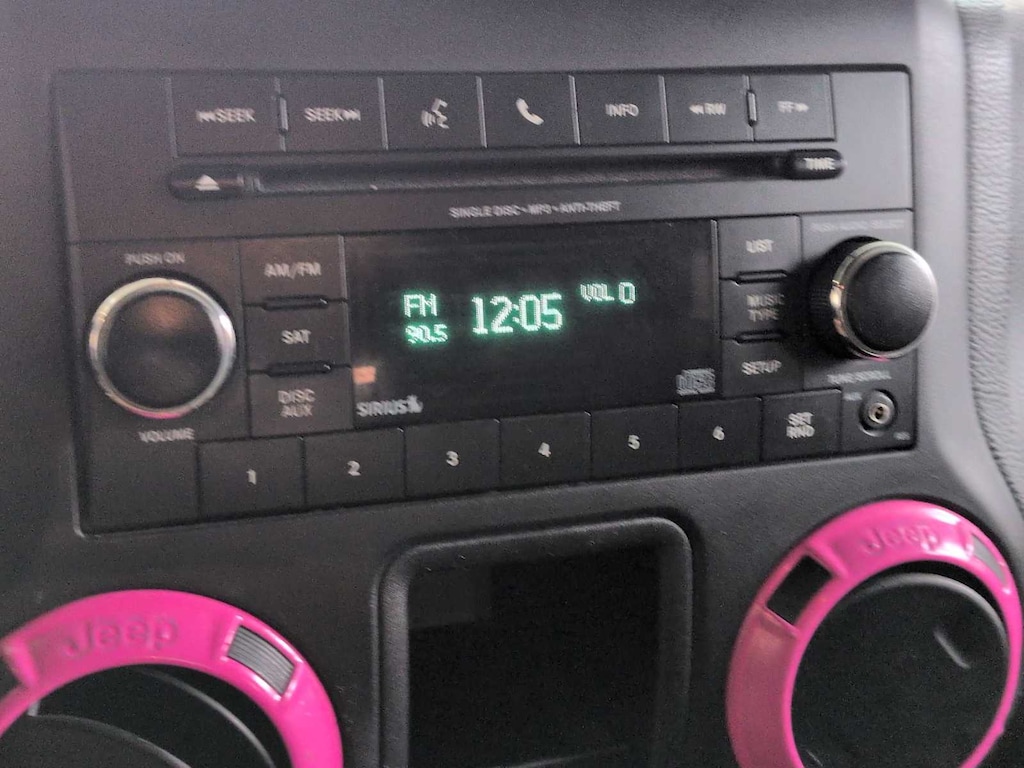 SEEK SEEK INFO RW FF
TIME
SINGLE DISC • MP3 • ANTI-THEFT
PUSH ON
AM/FM
LIST
FM 12:05 VOL 0
90.5
MUSIC
TYPE
SAT
SETUP
DISC
AUX
SIRIUS
VOLUME
1 2 3 4 5 6 SET
RND
Jeep
Jeep